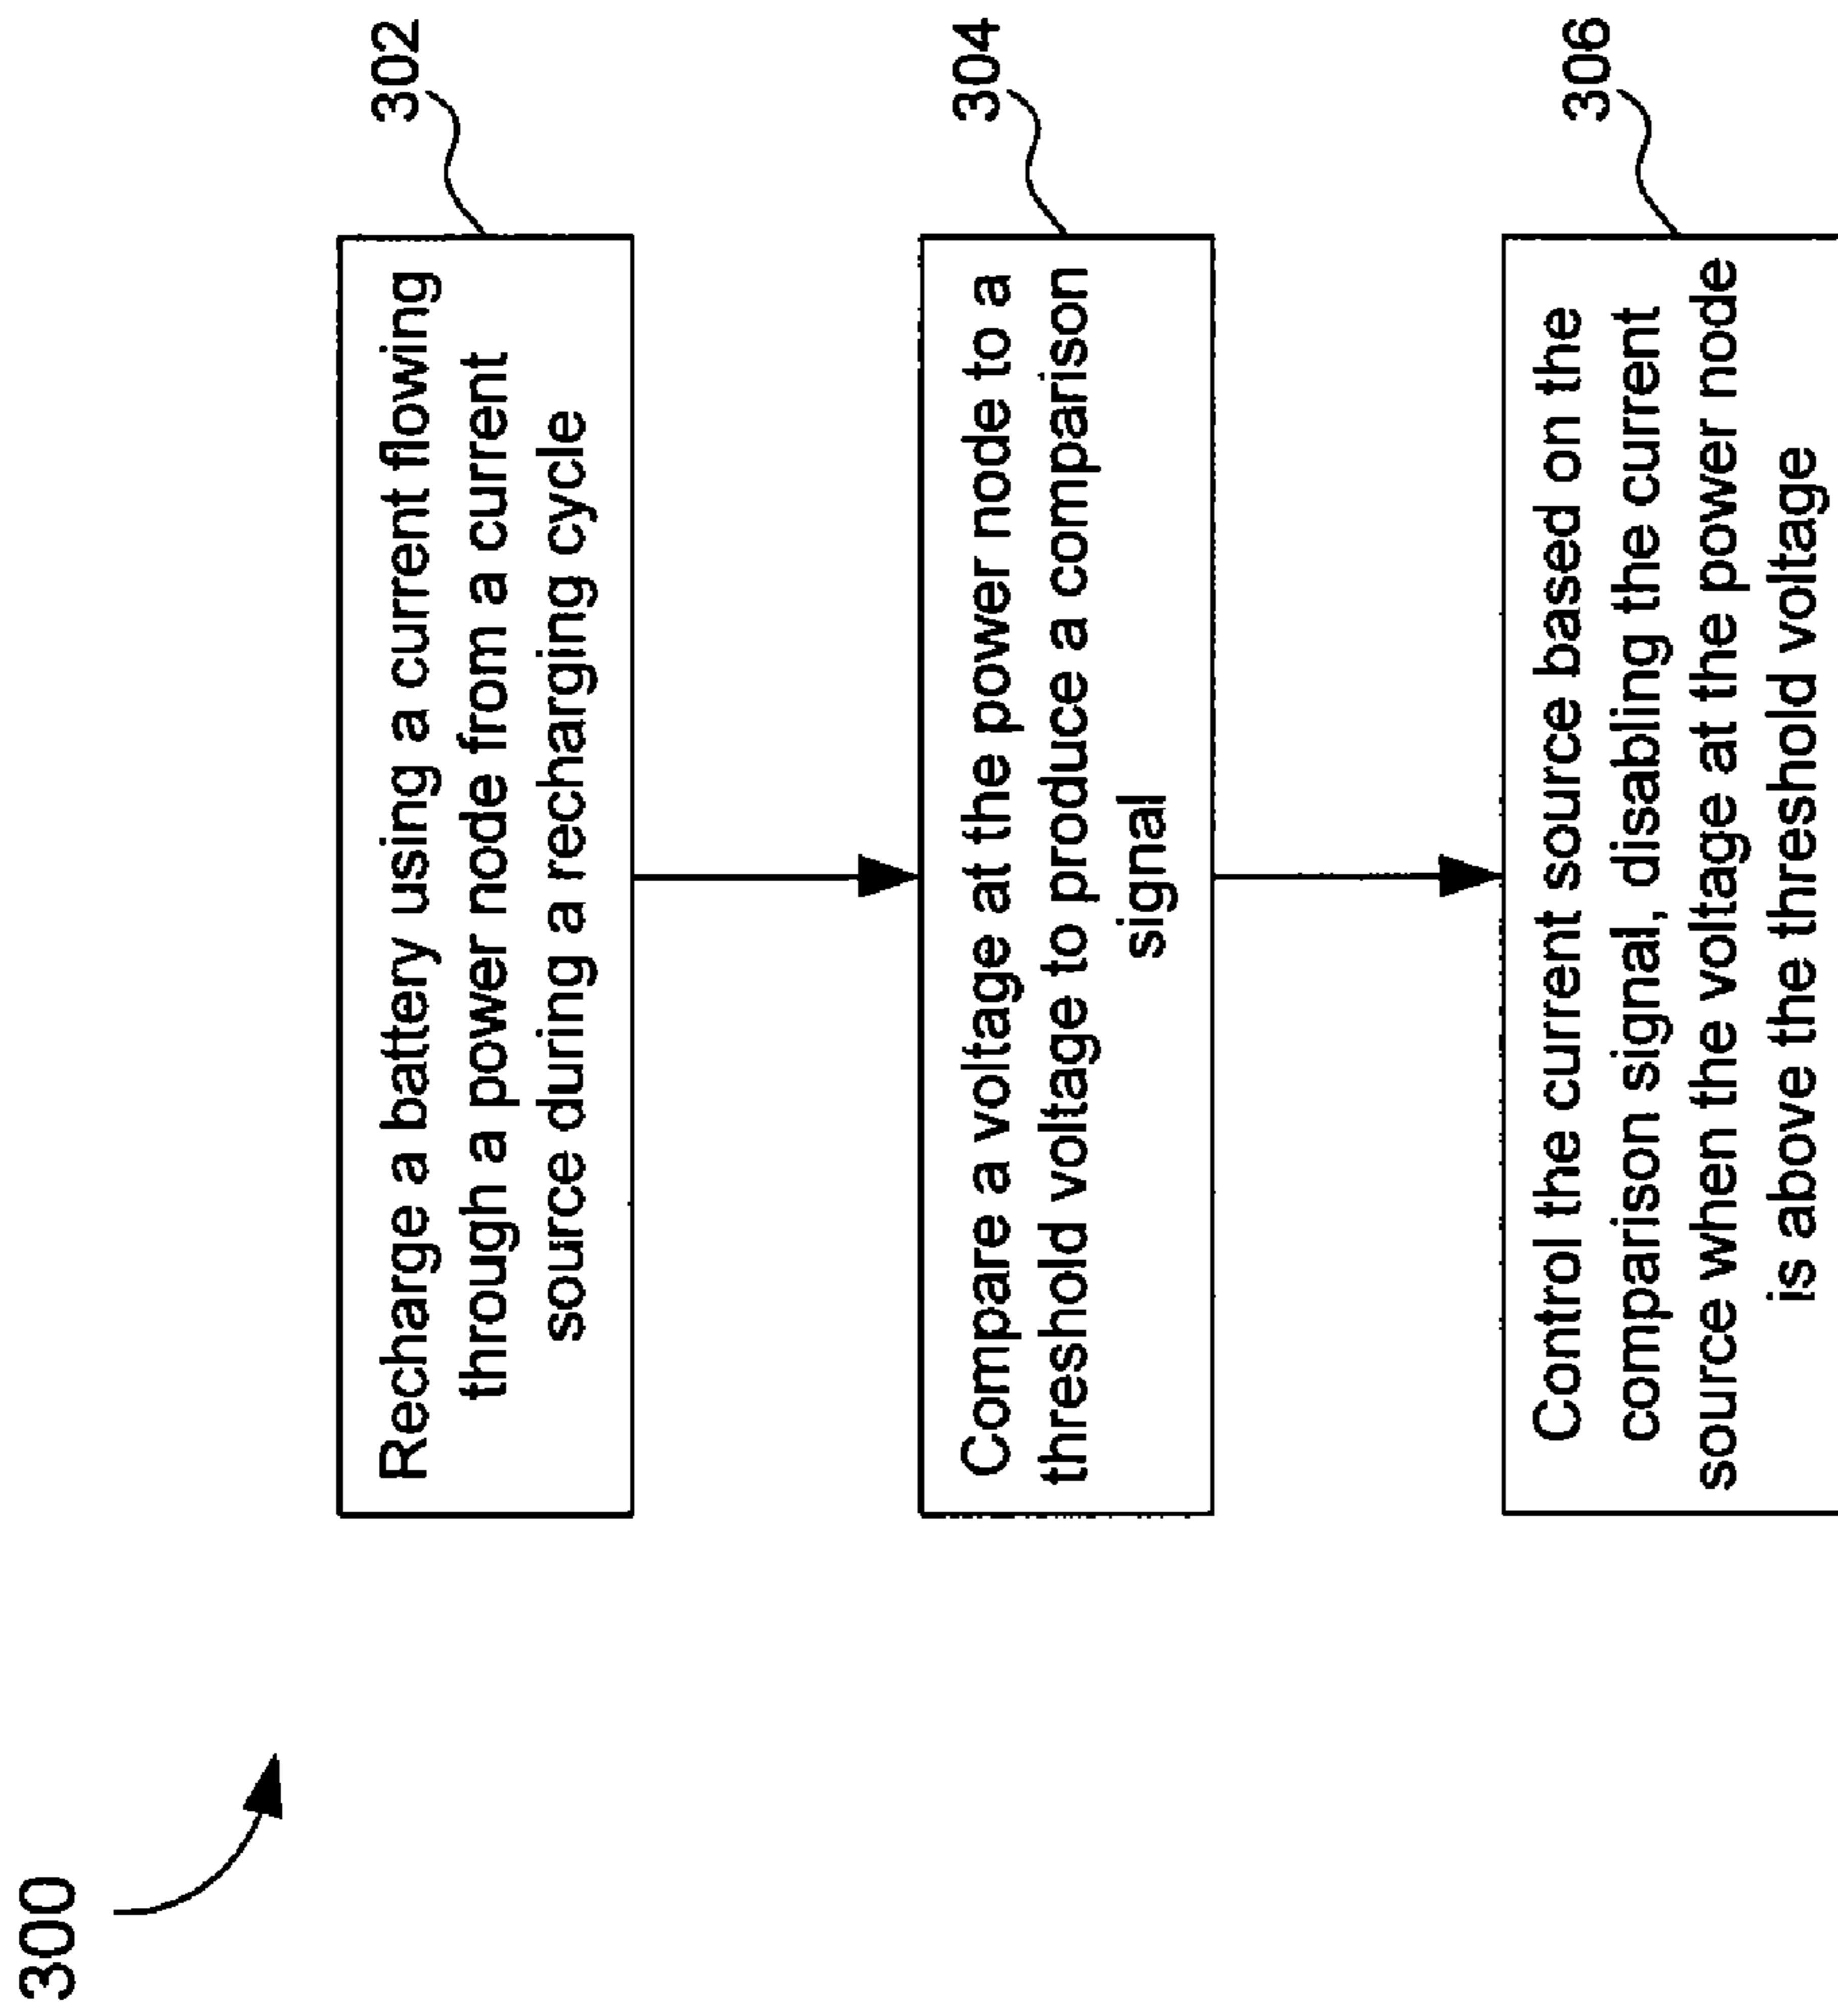 300
Recharge a battery using a current flowing
through a power node from a current
source during a recharging cycle
302
Compare a voltage at the power node to a
threshold voltage to produce a comparison
signal
304
Control the current source based on the
comparison signal, disabling the current
source when the voltage at the power node
is above the threshold voltage
306